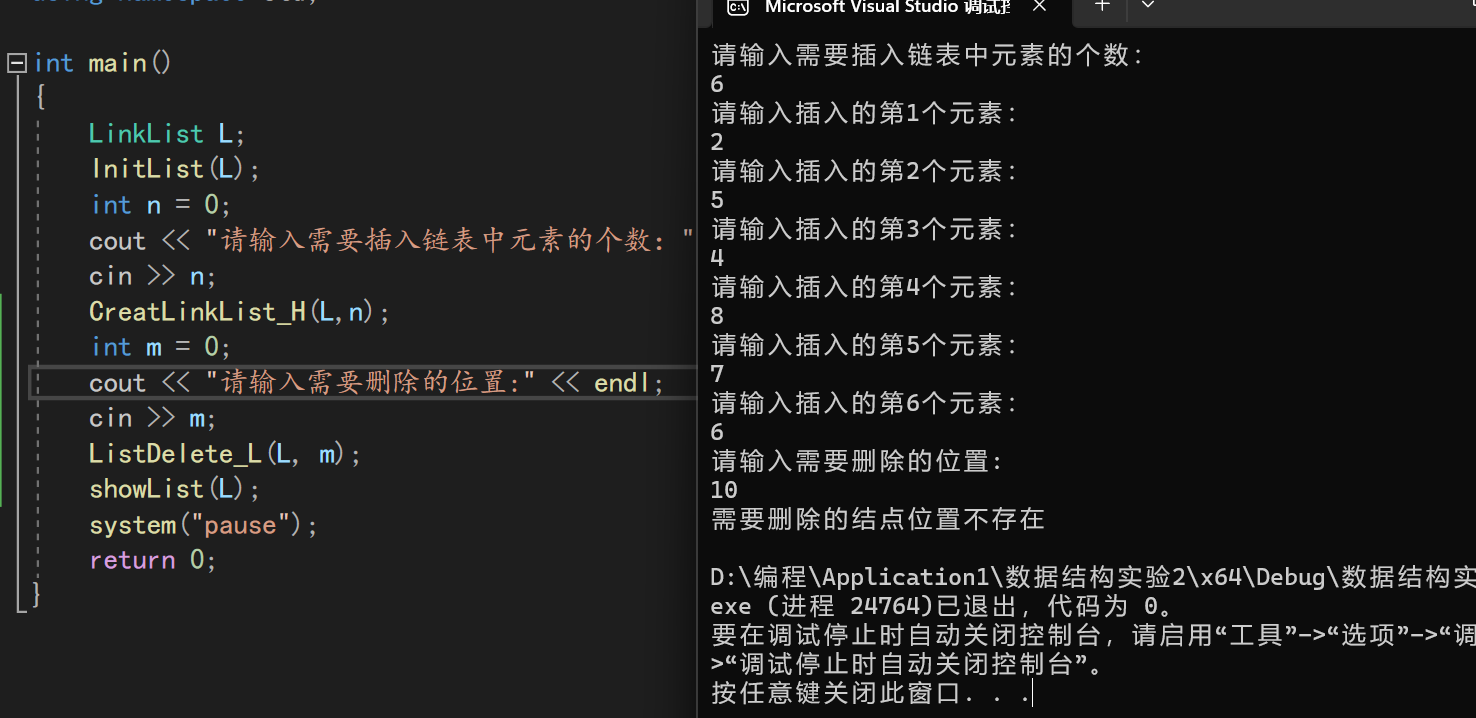 int main()
{
LinkList L;
InitList(L);
int n = 0;
cout << "请输入需要插入链表中元素的个数: "
cin >> n;
CreatLinkList_H(L,n);
int m = 0;
cout << "请输入需要删除的位置:" << endl;
cin >> m;
ListDelete_L(L, m);
showList(L);
system("pause");
return 0;
}
Microsoft Visual Studio 调试
请输入需要插入链表中元素的个数:
6
请输入插入的第1个元素:
2
请输入插入的第2个元素:
5
请输入插入的第3个元素:
4
请输入插入的第4个元素:
8
请输入插入的第5个元素:
7
请输入插入的第6个元素:
6
请输入需要删除的位置:
10
需要删除的结点位置不存在
D:\编程\Application1\数据结构实验2\x64\Debug\数据结构实
exe (进程 24764)已退出，代码为 0。
要在调试停止时自动关闭控制台，请启用“工具”->“选项”->“调
>“调试停止时自动关闭控制台”。
按任意键关闭此窗口. . .